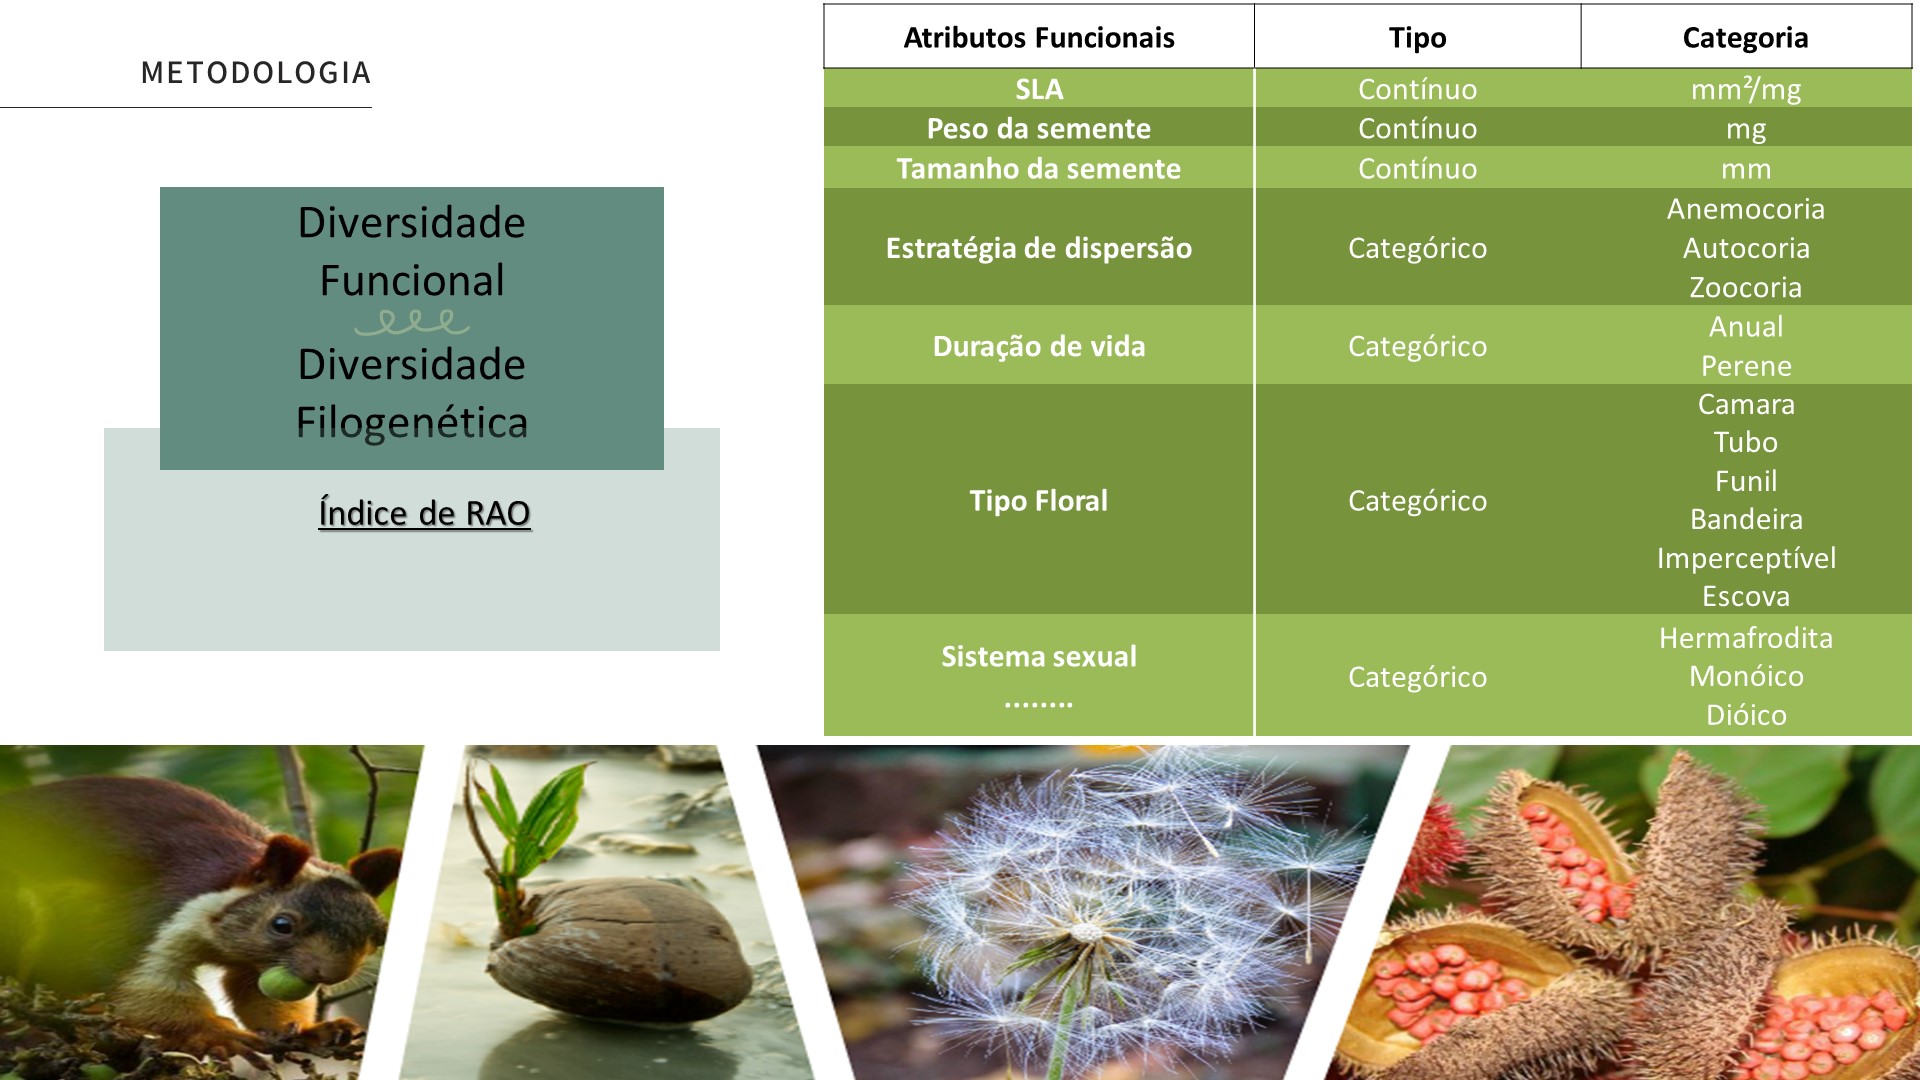 METODOLOGIA
Diversidade
Funcional
Diversidade
Filogenética
Índice de RAO
Atributos Funcionais Tipo Categoria
SLA Contínuo mm²/mg
Peso da semente Contínuo mg
Tamanho da semente Contínuo mm
Estratégia de dispersão Categórico Anemocoria
Autocoria
Zoocoria
Duração de vida Categórico Anual
Perene
Tipo Floral Categórico Camara
Tubo
Funil
Bandeira
Imperceptível
Escova
Sistema sexual
........ Categórico Hermafrodita
Monóico
Dióico